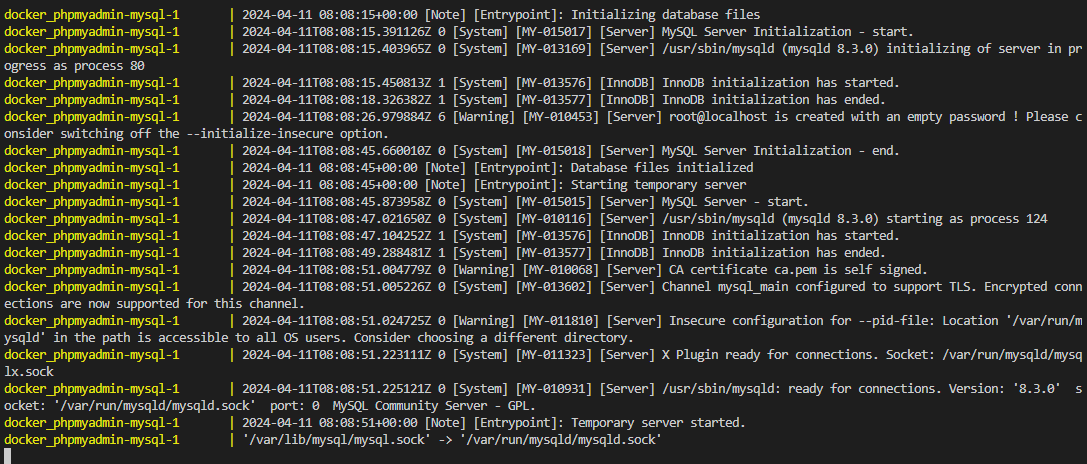 docker_phpmyadmin-mysql-1       | 2024-04-11 08:08:15+00:00 [Note] [Entrypoint]: Initializing database files
docker_phpmyadmin-mysql-1       | 2024-04-11T08:08:15.391126Z 0 [System] [MY-015017] [Server] MySQL Server Initialization - start.
docker_phpmyadmin-mysql-1       | 2024-04-11T08:08:15.403965Z 0 [System] [MY-013169] [Server] /usr/sbin/mysqld (mysqld 8.3.0) initializing of server in pr
ogress as process 80
docker_phpmyadmin-mysql-1       | 2024-04-11T08:08:15.450813Z 1 [System] [MY-013576] [InnoDB] InnoDB initialization has started.
docker_phpmyadmin-mysql-1       | 2024-04-11T08:08:18.326382Z 1 [System] [MY-013577] [InnoDB] InnoDB initialization has ended.
docker_phpmyadmin-mysql-1       | 2024-04-11T08:08:26.979884Z 6 [Warning] [MY-010453] [Server] root@localhost is created with an empty password ! Please c
onsider switching off the --initialize-insecure option.
docker_phpmyadmin-mysql-1       | 2024-04-11T08:08:45.660010Z 0 [System] [MY-015018] [Server] MySQL Server Initialization - end.
docker_phpmyadmin-mysql-1       | 2024-04-11 08:08:45+00:00 [Note] [Entrypoint]: Database files initialized
docker_phpmyadmin-mysql-1       | 2024-04-11 08:08:45+00:00 [Note] [Entrypoint]: Starting temporary server
docker_phpmyadmin-mysql-1       | 2024-04-11T08:08:45.873958Z 0 [System] [MY-015015] [Server] MySQL Server - start.
docker_phpmyadmin-mysql-1       | 2024-04-11T08:08:47.021650Z 0 [System] [MY-010116] [Server] /usr/sbin/mysqld (mysqld 8.3.0) starting as process 124
docker_phpmyadmin-mysql-1       | 2024-04-11T08:08:47.104252Z 1 [System] [MY-013576] [InnoDB] InnoDB initialization has started.
docker_phpmyadmin-mysql-1       | 2024-04-11T08:08:49.288481Z 1 [System] [MY-013577] [InnoDB] InnoDB initialization has ended.
docker_phpmyadmin-mysql-1       | 2024-04-11T08:08:51.004779Z 0 [Warning] [MY-010068] [Server] CA certificate ca.pem is self signed.
docker_phpmyadmin-mysql-1       | 2024-04-11T08:08:51.005226Z 0 [System] [MY-013602] [Server] Channel mysql_main configured to support TLS. Encrypted conn
ections are now supported for this channel.
docker_phpmyadmin-mysql-1       | 2024-04-11T08:08:51.024725Z 0 [Warning] [MY-011810] [Server] Insecure configuration for --pid-file: Location '/var/run/m
ysqld' in the path is accessible to all OS users. Consider choosing a different directory.
docker_phpmyadmin-mysql-1       | 2024-04-11T08:08:51.223111Z 0 [System] [MY-011323] [Server] X Plugin ready for connections. Socket: /var/run/mysqld/mysq
lx.sock
docker_phpmyadmin-mysql-1       | 2024-04-11T08:08:51.225121Z 0 [System] [MY-010931] [Server] /usr/sbin/mysqld: ready for connections. Version: '8.3.0'  s
ocket: '/var/run/mysqld/mysqld.sock'  port: 0  MySQL Community Server - GPL.
docker_phpmyadmin-mysql-1       | 2024-04-11 08:08:51+00:00 [Note] [Entrypoint]: Temporary server started.
docker_phpmyadmin-mysql-1       | '/var/lib/mysql/mysql.sock' -> '/var/run/mysqld/mysqld.sock'